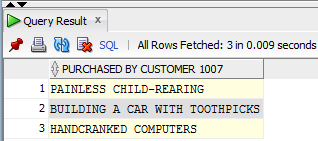 Query Result x
SQL | All Rows Fetched: 3 in 0.009 seconds
PURCHASED BY CUSTOMER 1007
1 PAINLESS CHILD-REARING
2 BUILDING A CAR WITH TOOTHPICKS
3 HANDCRANKED COMPUTERS